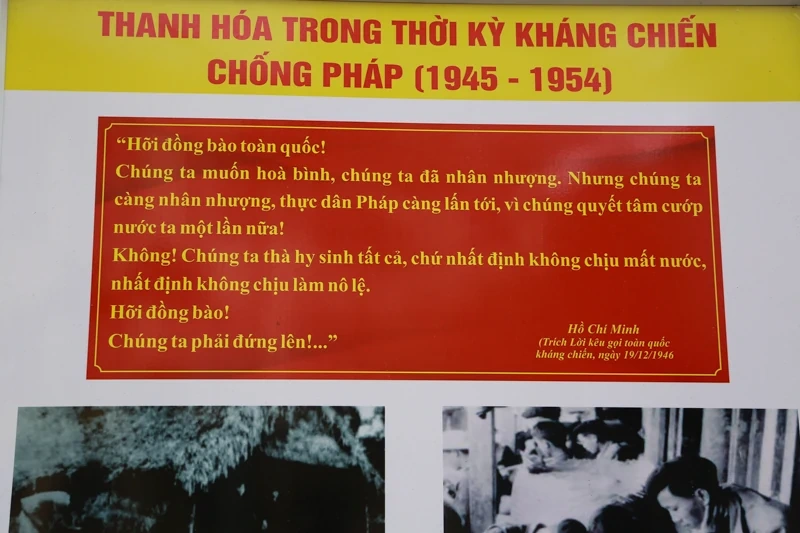 THANH HÓA TRONG THỜI KỲ KHÁNG CHIẾN
CHỐNG PHÁP (1945 - 1954)
“Hỡi đồng bào toàn quốc!
Chúng ta muốn hoà bình, chúng ta đã nhân nhượng. Nhưng chúng ta
càng nhân nhượng, thực dân Pháp càng lấn tới, vì chúng quyết tâm cướp
nước ta một lần nữa!
Không! Chúng ta thà hy sinh tất cả, chứ nhất định không chịu mất nước,
nhất định không chịu làm nô lệ.
Hỡi đồng bào!
Chúng ta phải đứng lên!...”
Hồ Chí Minh
(Trích Lời kêu gọi toàn quốc
kháng chiến, ngày 19/12/1946